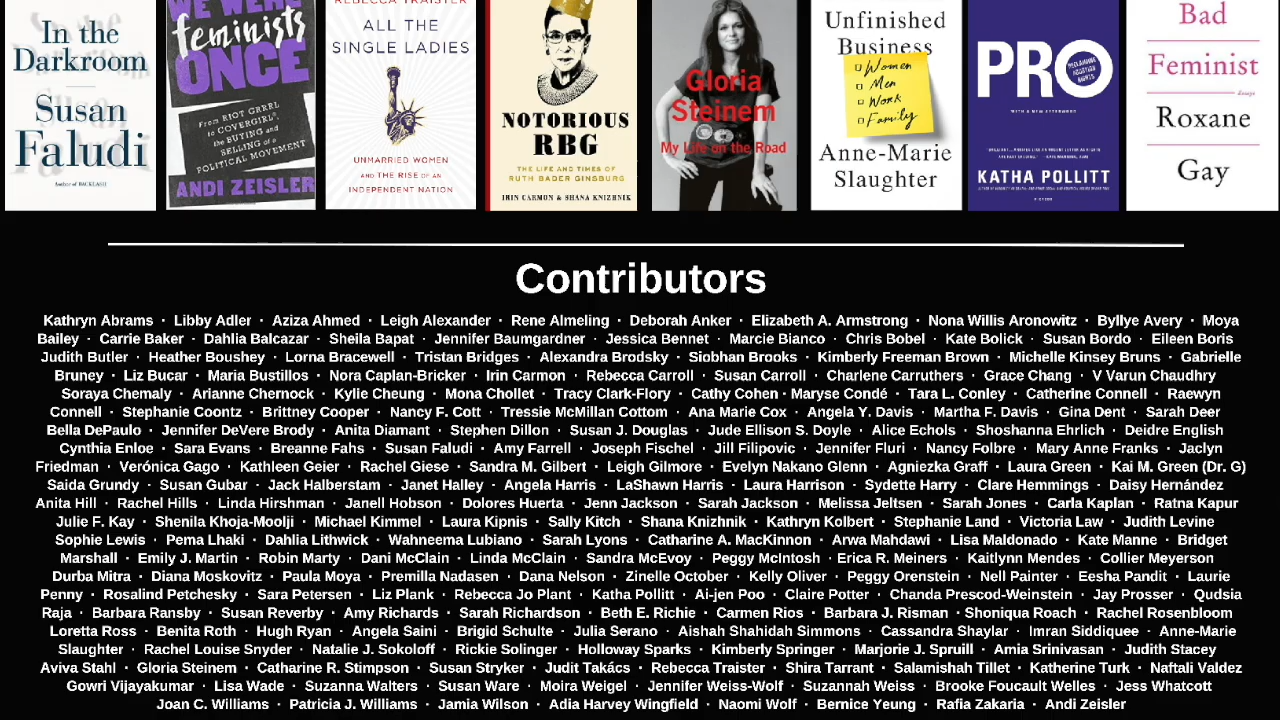 In the
Darkroom
Susan
Faludi
Author of BACKLASH
WE WERE
feminists
ONCE
From RIOT GRRRL
to COVERGIRL®,
the BUYING and
SELLING of a
POLITICAL MOVEMENT
ANDI ZEISLER
REBECCA TRAISTER
ALL THE
SINGLE LADIES
UNMARRIED WOMEN
AND THE RISE OF AN
INDEPENDENT NATION
NOTORIOUS
RBG
THE LIFE AND TIMES OF
RUTH BADER GINSBURG
IRIN CARMON & SHANA KNIZHNIK
Gloria
Steinem
My Life on the Road
Unfinished
Business
Women
Men
Work
Family
Anne-Marie
Slaughter
PRO
RECLAIMING
ABORTION
RIGHTS
WITH A NEW AFTERWORD
KATHA POLLITT
PICADOR
Bad
Feminist
Essays
Roxane
Gay
Contributors
Kathryn Abrams · Libby Adler · Aziza Ahmed · Leigh Alexander · Rene Almeling · Deborah Anker · Elizabeth A. Armstrong · Nona Willis Aronowitz · Byllye Avery · Moya
Bailey · Carrie Baker · Dahlia Balcazar · Sheila Bapat · Jennifer Baumgardner · Jessica Bennet · Marcie Bianco · Chris Bobel · Kate Bolick · Susan Bordo · Eileen Boris
Judith Butler · Heather Boushey · Lorna Bracewell · Tristan Bridges · Alexandra Brodsky · Siobhan Brooks · Kimberly Freeman Brown · Michelle Kinsey Bruns · Gabrielle
Bruney · Liz Bucar · Maria Bustillos · Nora Caplan-Bricker · Irin Carmon · Rebecca Carroll · Susan Carroll · Charlene Carruthers · Grace Chang · V Varun Chaudhry
Soraya Chemaly · Arianne Chernock · Kylie Cheung · Mona Chollet · Tracy Clark-Flory · Cathy Cohen · Maryse Condé · Tara L. Conley · Catherine Connell · Raewyn
Connell · Stephanie Coontz · Brittney Cooper · Nancy F. Cott · Tressie McMillan Cottom · Ana Marie Cox · Angela Y. Davis · Martha F. Davis · Gina Dent · Sarah Deer
Bella DePaulo · Jennifer DeVere Brody · Anita Diamant · Stephen Dillon · Susan J. Douglas · Jude Ellison S. Doyle · Alice Echols · Shoshanna Ehrlich · Deidre English
Cynthia Enloe · Sara Evans · Breanne Fahs · Susan Faludi · Amy Farrell · Joseph Fischel · Jill Filipovic · Jennifer Fluri · Nancy Folbre · Mary Anne Franks · Jaclyn
Friedman · Verónica Gago · Kathleen Geier · Rachel Giese · Sandra M. Gilbert · Leigh Gilmore · Evelyn Nakano Glenn · Agniezka Graff · Laura Green · Kai M. Green (Dr. G)
Saida Grundy · Susan Gubar · Jack Halberstam · Janet Halley · Angela Harris · LaShawn Harris · Laura Harrison · Sydette Harry · Clare Hemmings · Daisy Hernández
Anita Hill · Rachel Hills · Linda Hirshman · Janell Hobson · Dolores Huerta · Jenn Jackson · Sarah Jackson · Melissa Jeltsen · Sarah Jones · Carla Kaplan · Ratna Kapur
Julie F. Kay · Shenila Khoja-Moolji · Michael Kimmel · Laura Kipnis · Sally Kitch · Shana Knizhnik · Kathryn Kolbert · Stephanie Land · Victoria Law · Judith Levine
Sophie Lewis · Pema Lhaki · Dahlia Lithwick · Wahneema Lubiano · Sarah Lyons · Catharine A. MacKinnon · Arwa Mahdawi · Lisa Maldonado · Kate Manne · Bridget
Marshall · Emily J. Martin · Robin Marty · Dani McClain · Linda McClain · Sandra McEvoy · Peggy McIntosh · Erica R. Meiners · Kaitlynn Mendes · Collier Meyerson
Durba Mitra · Diana Moskovitz · Paula Moya · Premilla Nadasen · Dana Nelson · Zinelle October · Kelly Oliver · Peggy Orenstein · Nell Painter · Eesha Pandit · Laurie
Penny · Rosalind Petchesky · Sara Petersen · Liz Plank · Rebecca Jo Plant · Katha Pollitt · Ai-jen Poo · Claire Potter · Chanda Prescod-Weinstein · Jay Prosser · Qudsia
Raja · Barbara Ransby · Susan Reverby · Amy Richards · Sarah Richardson · Beth E. Richie · Carmen Rios · Barbara J. Risman · Shoniqua Roach · Rachel Rosenbloom
Loretta Ross · Benita Roth · Hugh Ryan · Angela Saini · Brigid Schulte · Julia Serano · Aishah Shahidah Simmons · Cassandra Shaylar · Imran Siddiquee · Anne-Marie
Slaughter · Rachel Louise Snyder · Natalie J. Sokoloff · Rickie Solinger · Holloway Sparks · Kimberly Springer · Marjorie J. Spruill · Amia Srinivasan · Judith Stacey
Aviva Stahl · Gloria Steinem · Catharine R. Stimpson · Susan Stryker · Judit Takács · Rebecca Traister · Shira Tarrant · Salamishah Tillet · Katherine Turk · Naftali Valdez
Gowri Vijayakumar · Lisa Wade · Suzanna Walters · Susan Ware · Moira Weigel · Jennifer Weiss-Wolf · Suzannah Weiss · Brooke Foucault Welles · Jess Whatcott
Joan C. Williams · Patricia J. Williams · Jamia Wilson · Adia Harvey Wingfield · Naomi Wolf · Bernice Yeung · Rafia Zakaria · Andi Zeisler